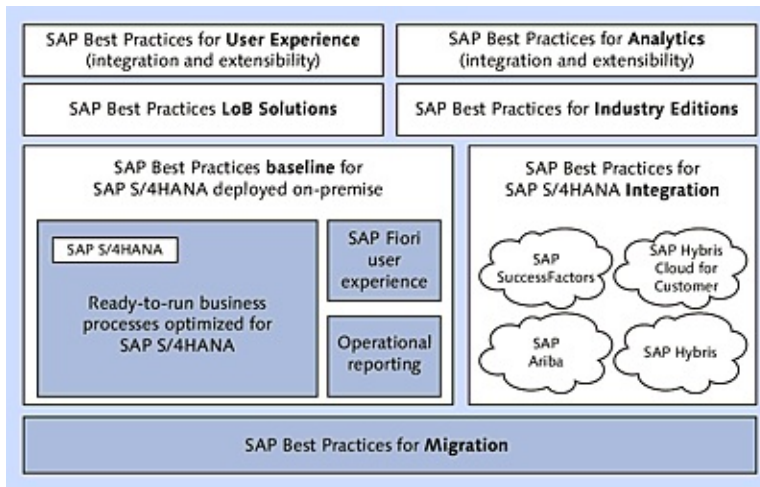 SAP Best Practices for User Experience
(integration and extensibility)
SAP Best Practices for Analytics
(integration and extensibility)
SAP Best Practices LoB Solutions
SAP Best Practices for Industry Editions
SAP Best Practices baseline for
SAP S/4HANA deployed on-premise
SAP S/4HANA
Ready-to-run business
processes optimized for
SAP S/4HANA
SAP Fiori
user
experience
Operational
reporting
SAP Best Practices for
SAP S/4HANA Integration
SAP
SuccessFactors
SAP Hybris
Cloud for
Customer
SAP
Ariba
SAP Hybris
SAP Best Practices for Migration